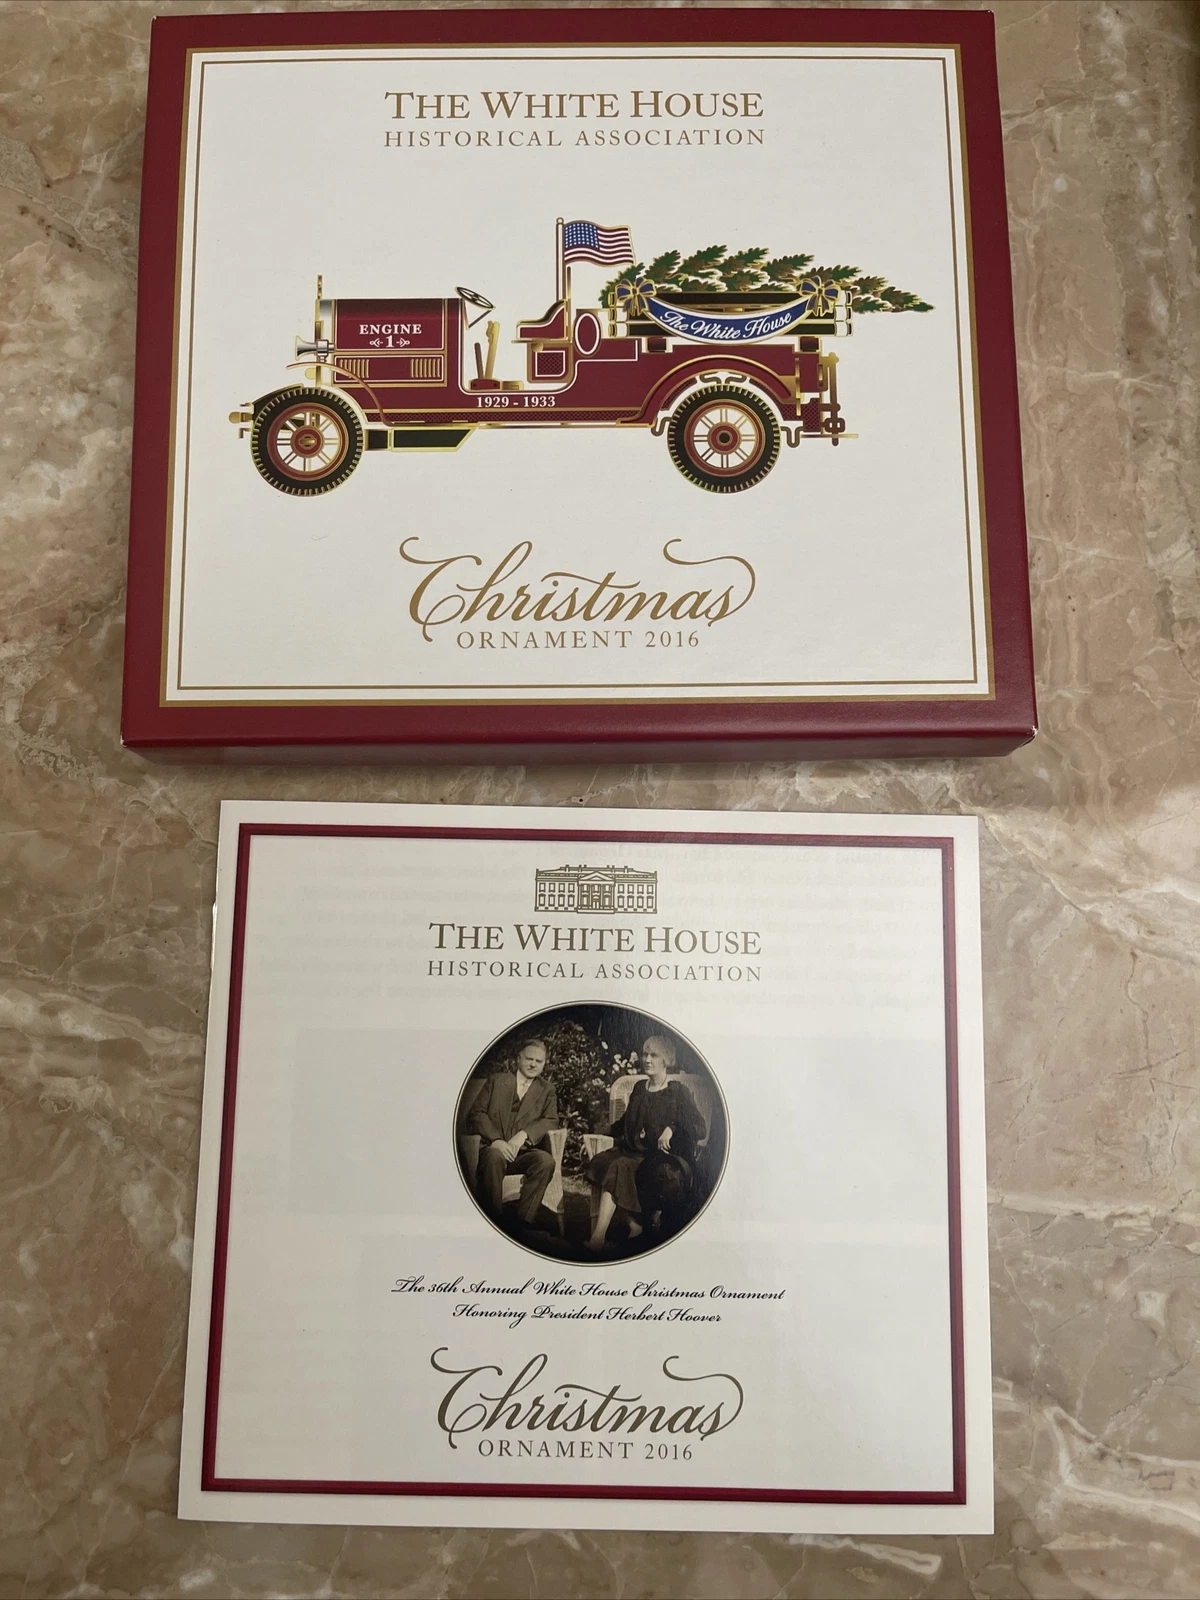 THE WHITE HOUSE
HISTORICAL ASSOCIATION
ENGINE
1
The White House
1929 - 1933
Christmas
ORNAMENT 2016
THE WHITE HOUSE
HISTORICAL ASSOCIATION
The 36th Annual White House Christmas Ornament
Honoring President Herbert Hoover
Christmas
ORNAMENT 2016